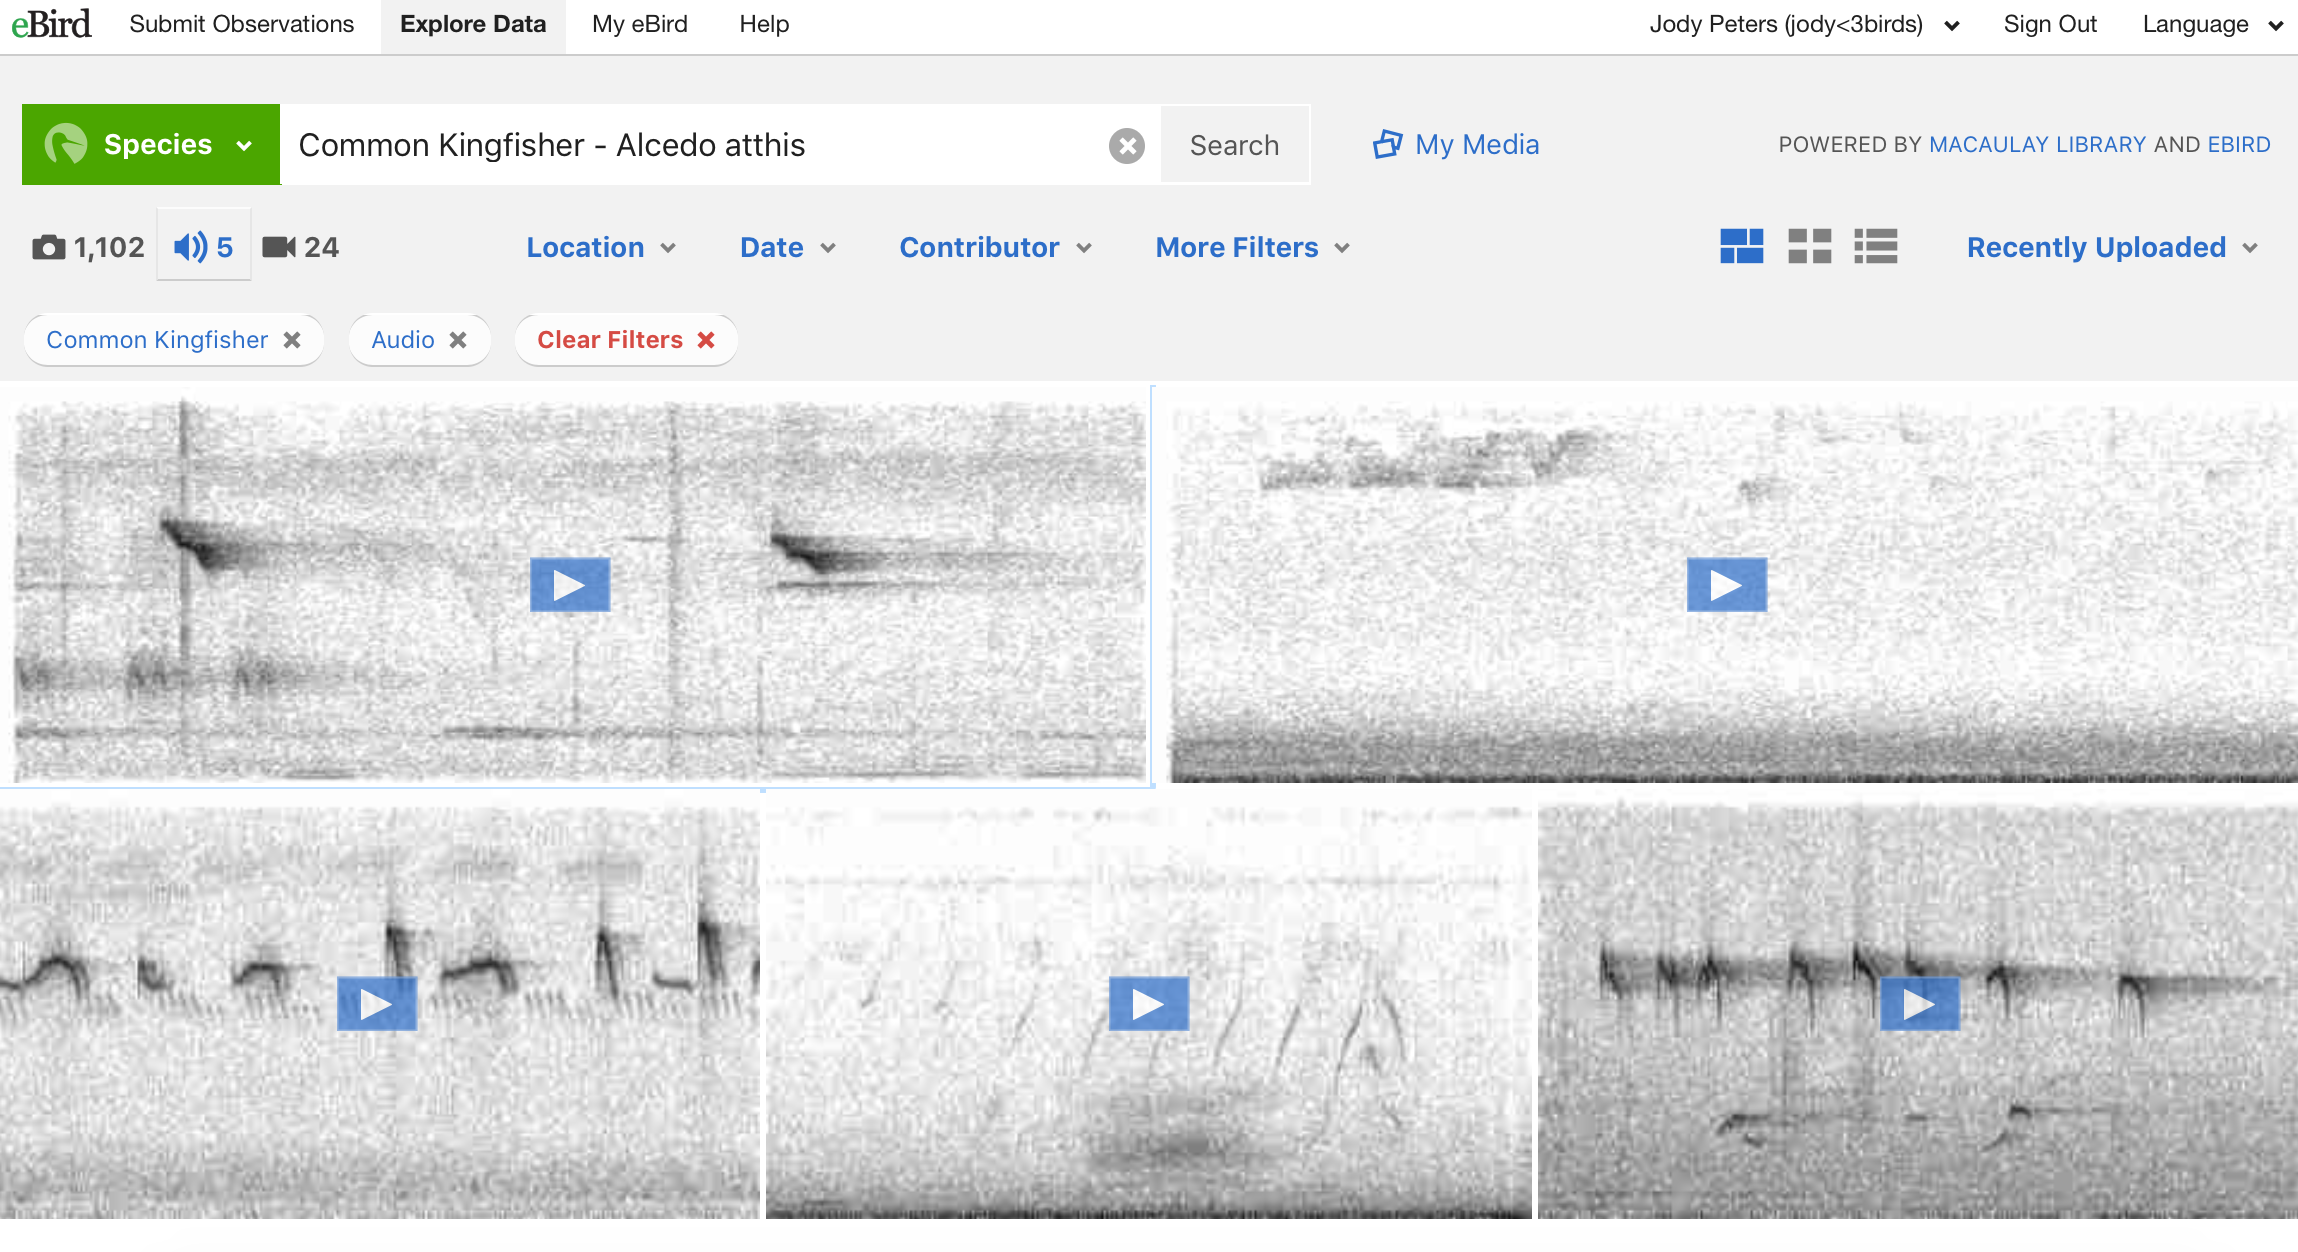 eBird Submit Observations Explore Data My eBird Help Jody Peters (jody<3birds) Sign Out Language
Species Common Kingfisher - Alcedo atthis Search My Media POWERED BY MACAULAY LIBRARY AND EBIRD
1,102 5 24 Location Date Contributor More Filters Recently Uploaded
Common Kingfisher Audio Clear Filters